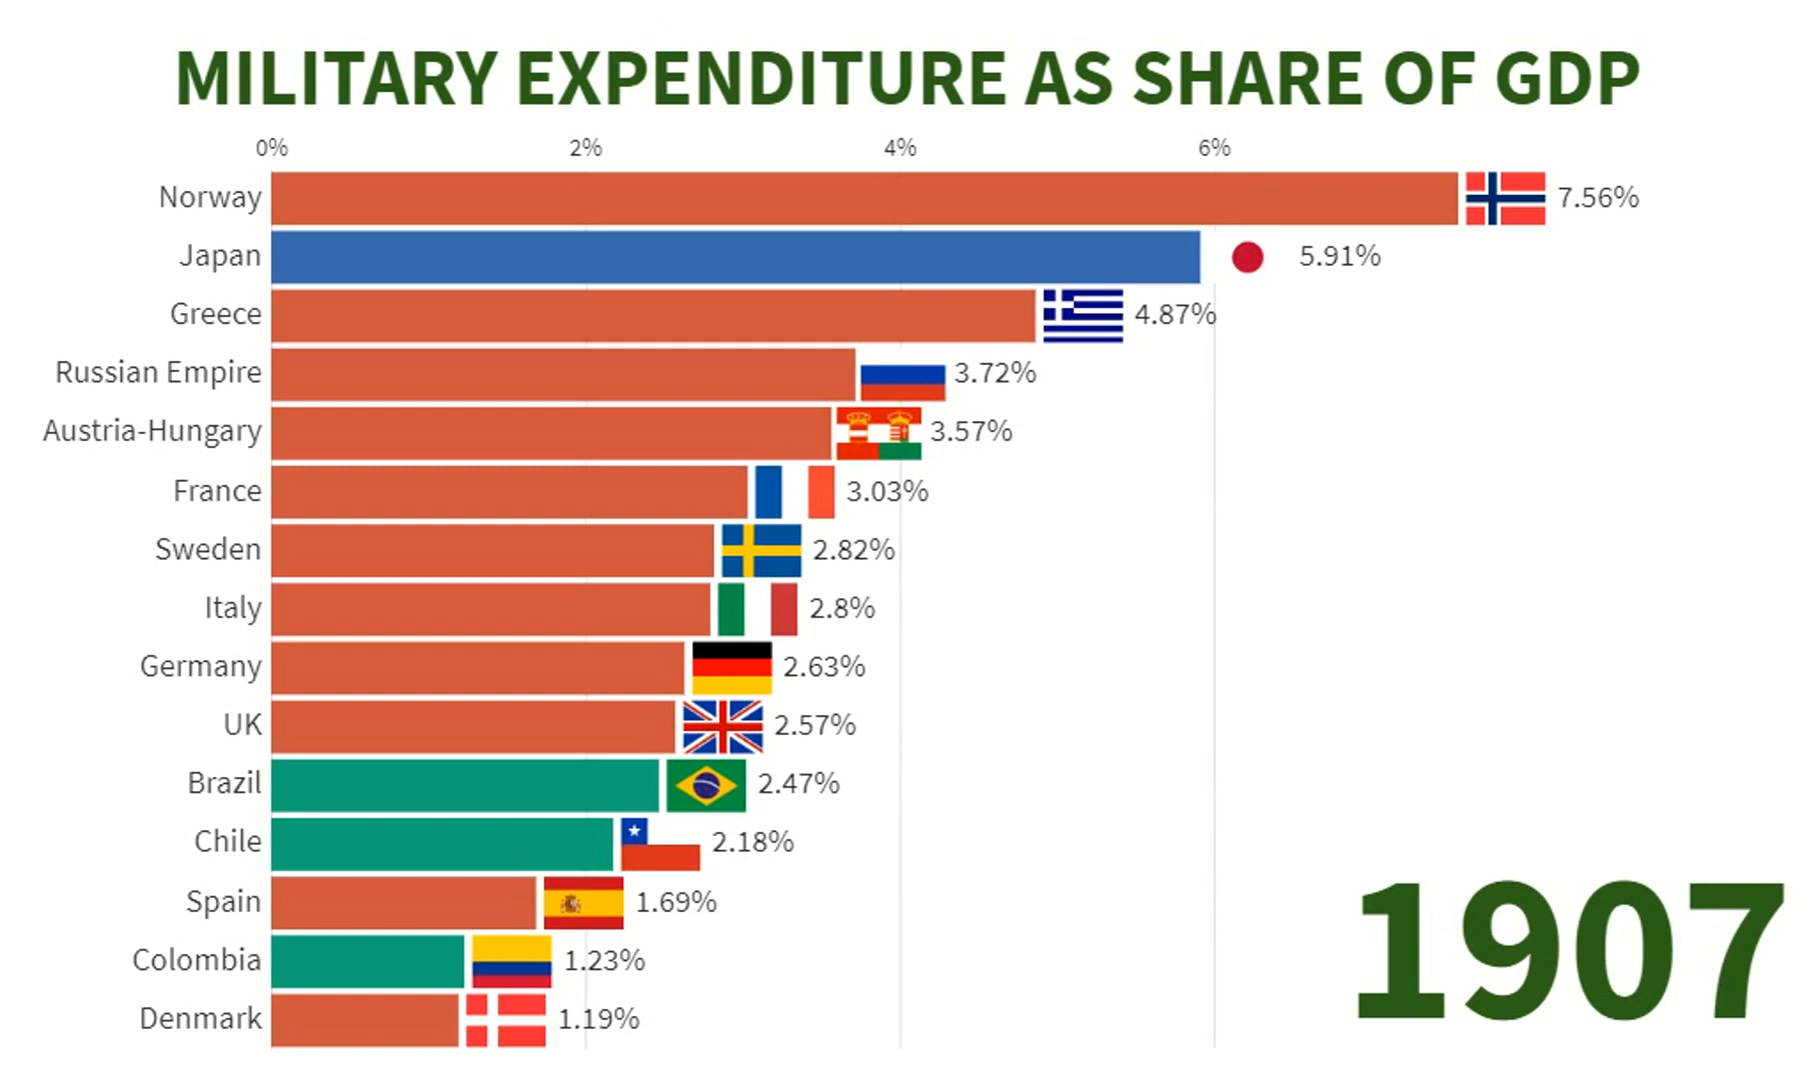 MILITARY EXPENDITURE AS SHARE OF GDP
0% 2% 4% 6%
Norway 7.56%
Japan 5.91%
Greece 4.87%
Russian Empire 3.72%
Austria-Hungary 3.57%
France 3.03%
Sweden 2.82%
Italy 2.8%
Germany 2.63%
UK 2.57%
Brazil 2.47%
Chile 2.18%
Spain 1.69%
Colombia 1.23%
Denmark 1.19%
1907